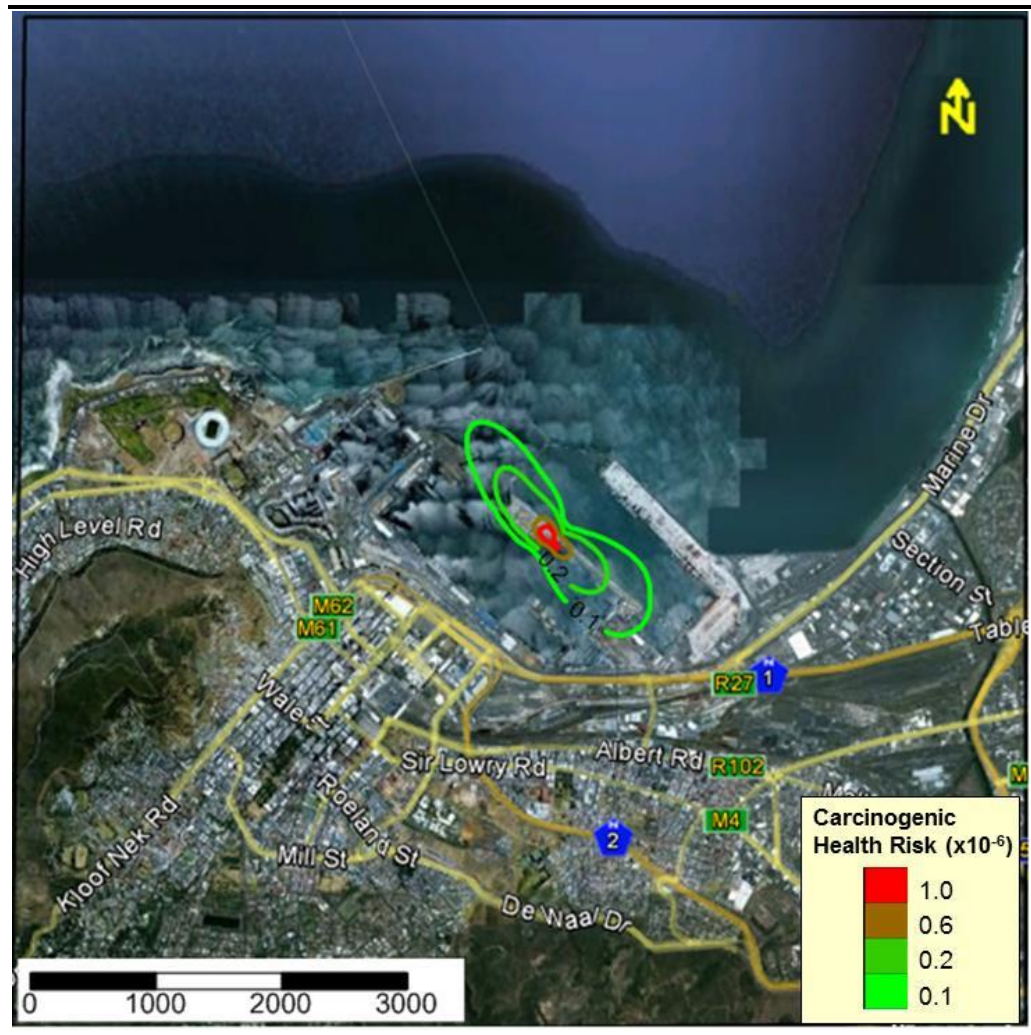 N
Marine Dr
High Level Rd
Section St
0.2
0.1
M62
M61
Table
R27
N
1
Wale St
Albert Rd
Sir Lowry Rd
R102
Kloof Nek Rd
Roeland St
M4
N
2
Mill St
De Waal Dr
Carcinogenic
Health Risk (x10⁻⁶)
1.0
0.6
0.2
0.1
0 1000 2000 3000